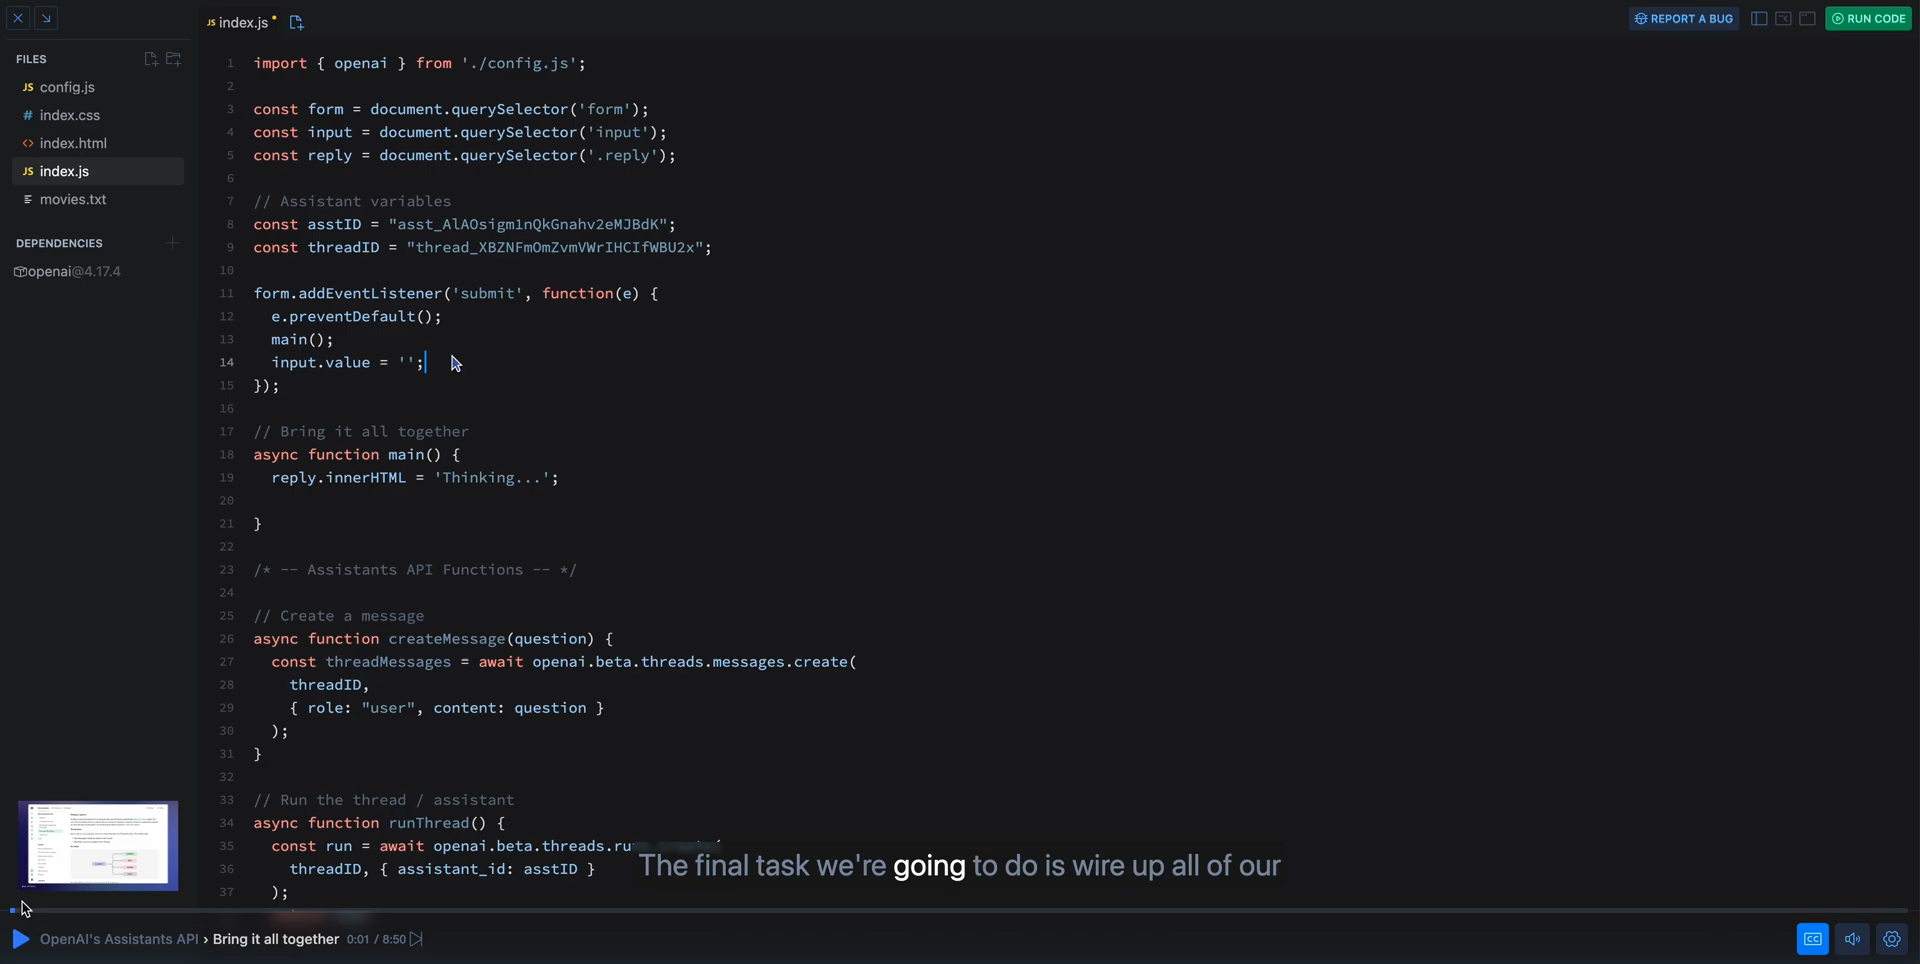 JS index.js
REPORT A BUG
RUN CODE
FILES
JS config.js
# index.css
<> index.html
JS index.js
movies.txt
DEPENDENCIES
openai@4.17.4
1 import { openai } from './config.js';
2
3 const form = document.querySelector('form');
4 const input = document.querySelector('input');
5 const reply = document.querySelector('.reply');
6
7 // Assistant variables
8 const asstID = "asst_AlAOsigm1nQkGnahv2eMJBdK";
9 const threadID = "thread_XBZNFmOmZvmVWrIHCIfWBU2x";
10
11 form.addEventListener('submit', function(e) {
12 e.preventDefault();
13 main();
14 input.value = '';
15 });
16
17 // Bring it all together
18 async function main() {
19 reply.innerHTML = 'Thinking...';
20
21 }
22
23 /* -- Assistants API Functions -- */
24
25 // Create a message
26 async function createMessage(question) {
27 const threadMessages = await openai.beta.threads.messages.create(
28 threadID,
29 { role: "user", content: question }
30 );
31 }
32
33 // Run the thread / assistant
34 async function runThread() {
35 const run = await openai.beta.threads.ru
36 threadID, { assistant_id: asstID }
37 );
The final task we're going to do is wire up all of our
OpenAI's Assistants API › Bring it all together 0:01 / 8:50
CC